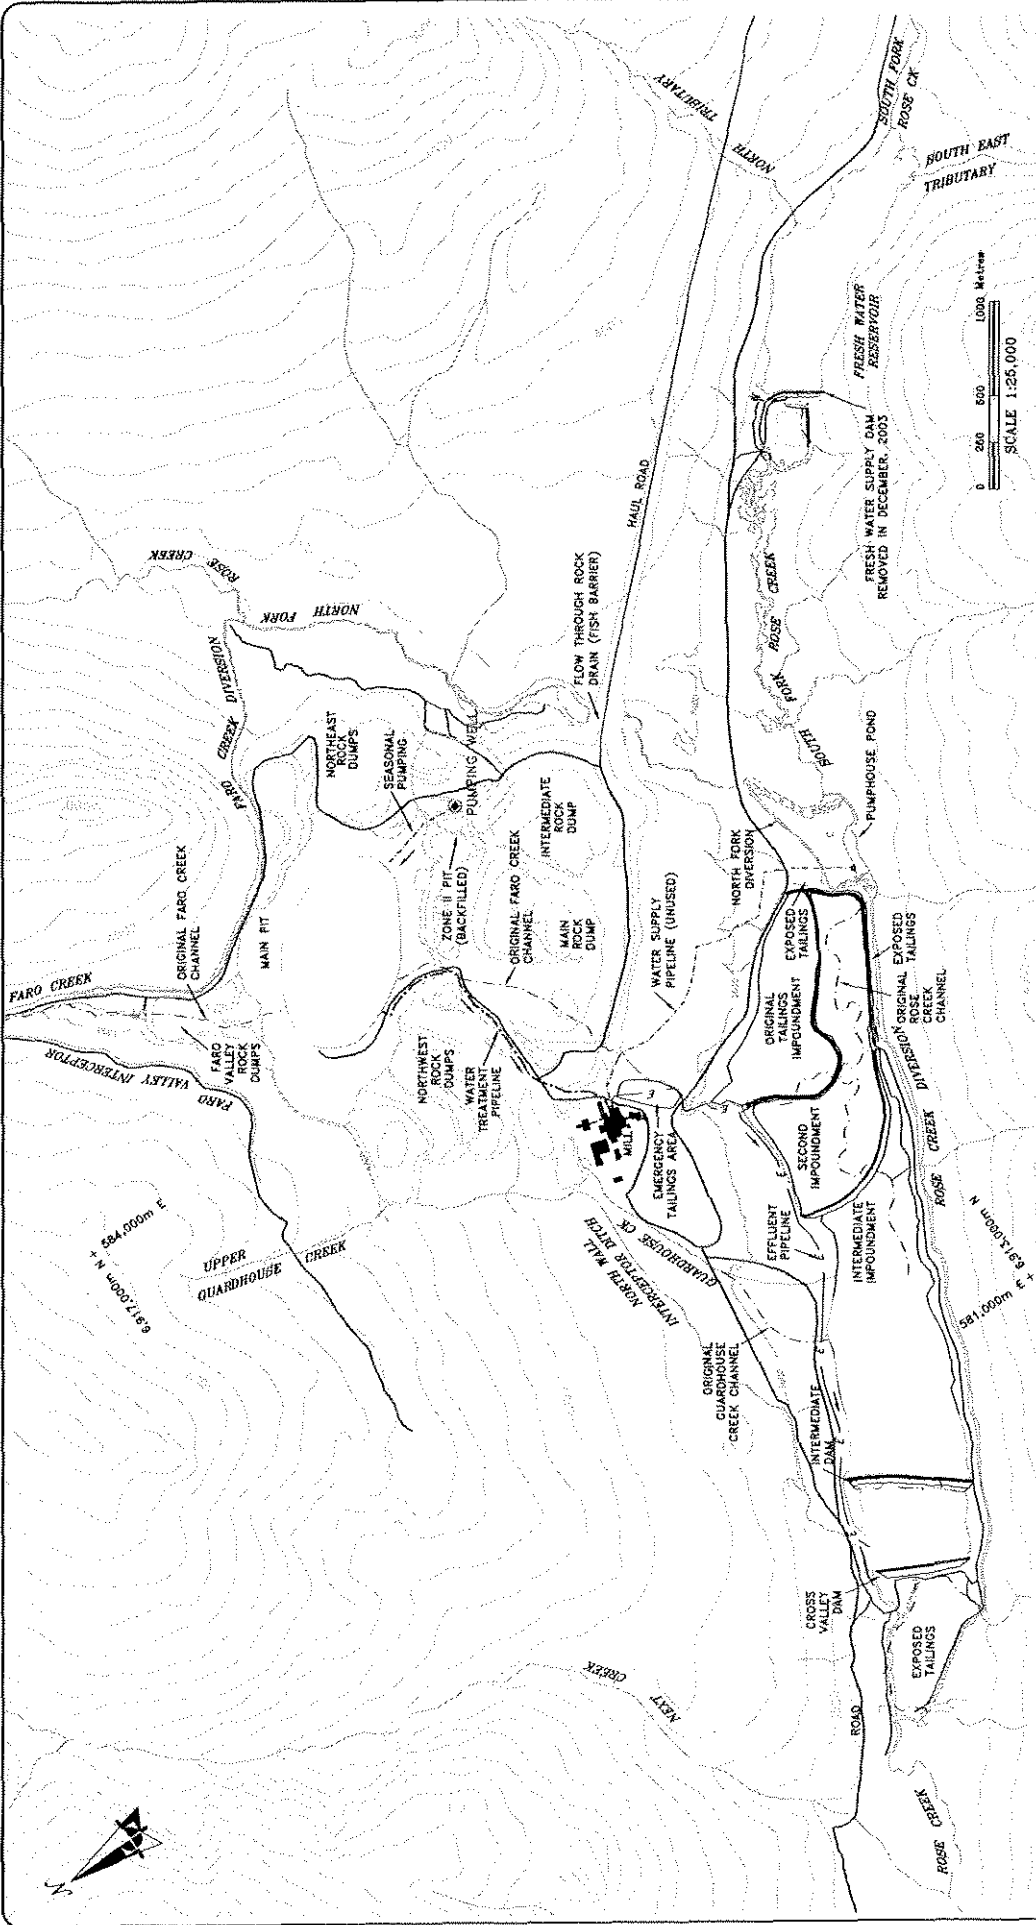 FARO CREEK
ORIGINAL FARO CREEK
CHANNEL
FARO
VALLEY
ROCK
DUMPS
FARO
VALLEY INTERCEPTOR
MAIN PIT
FARO
CREEK DIVERSION
NORTH
FORK
ROSE
CREEK
NORTHEAST
ROCK
DUMPS
SEASONAL
PUMPING
PUMPING WELL
ZONE II PIT
(BACKFILLED)
ORIGINAL FARO CREEK
CHANNEL
INTERMEDIATE
ROCK
DUMP
MAIN
ROCK
DUMP
NORTHWEST
ROCK
DUMPS
WATER
TREATMENT
PIPELINE
FLOW THROUGH ROCK
DRAIN (FISH BARRIER)
HAUL ROAD
NORTH
TRIBUTARY
SOUTH FORK
ROSE CK
SOUTH EAST
TRIBUTARY
FRESH WATER
RESERVOIR
FRESH WATER SUPPLY DAM
REMOVED IN DECEMBER, 2003
SOUTH
FORK
ROSE
CREEK
PUMPHOUSE POND
NORTH FORK
DIVERSION
WATER SUPPLY
PIPELINE (UNUSED)
EXPOSED
TAILINGS
ORIGINAL
TAILINGS
IMPOUNDMENT
EXPOSED
TAILINGS
ORIGINAL
ROSE
CREEK
CHANNEL
ROSE
CREEK
DIVERSION
MILL
EMERGENCY
TAILINGS AREA
SECOND
IMPOUNDMENT
EFFLUENT
PIPELINE
INTERMEDIATE
IMPOUNDMENT
UPPER
GUARDHOUSE
CREEK
GUARDHOUSE CK
NORTH WALL
INTERCEPTOR DITCH
ORIGINAL
GUARDHOUSE
CREEK CHANNEL
INTERMEDIATE
DAM
CROSS
VALLEY
DAM
EXPOSED
TAILINGS
NEXT
CREEK
ROAD
ROSE CREEK
6,917,000m N + 584,000m E
581,000m E + 6,913,000m N
0 250 500 1000 Metres
SCALE 1:25,000
N